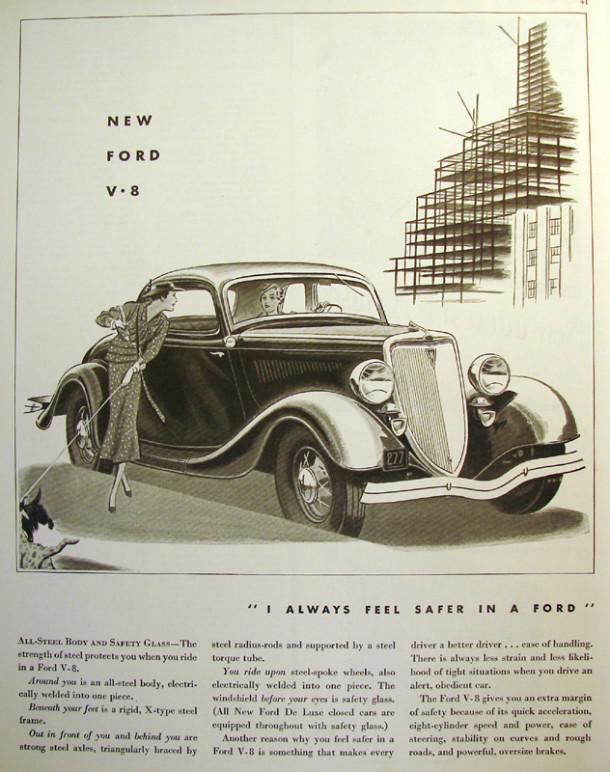 41
NEW
FORD
V·8
277
"I ALWAYS FEEL SAFER IN A FORD"
ALL-STEEL BODY AND SAFETY GLASS—The
strength of steel protects you when you ride
in a Ford V-8.
Around you is an all-steel body, electri-
cally welded into one piece.
Beneath your feet is a rigid, X-type steel
frame.
Out in front of you and behind you are
strong steel axles, triangularly braced by
steel radius-rods and supported by a steel
torque tube.
You ride upon steel-spoke wheels, also
electrically welded into one piece. The
windshield before your eyes is safety glass.
(All New Ford De Luxe closed cars are
equipped throughout with safety glass.)
Another reason why you feel safer in a
Ford V-8 is something that makes every
driver a better driver . . . ease of handling.
There is always less strain and less likeli-
hood of tight situations when you drive an
alert, obedient car.
The Ford V-8 gives you an extra margin
of safety because of its quick acceleration,
eight-cylinder speed and power, ease of
steering, stability on curves and rough
roads, and powerful, oversize brakes.